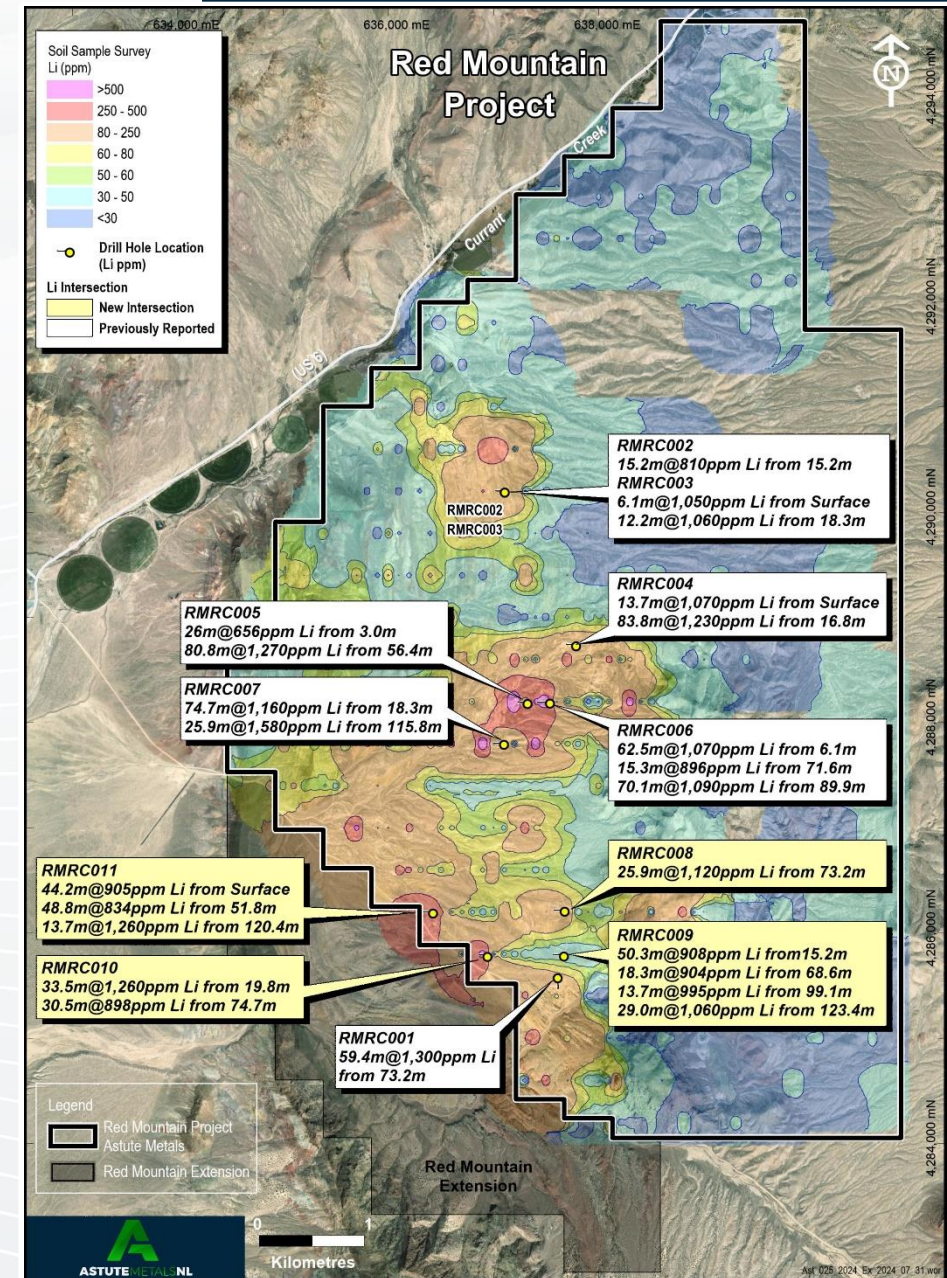 634,000 mE
636,000 mE
638,000 mE
Red Mountain
Project
N
Soil Sample Survey
Li (ppm)
>500
250 - 500
80 - 250
60 - 80
50 - 60
30 - 50
<30
Drill Hole Location
(Li ppm)
Li Intersection
New Intersection
Previously Reported
4,294,000 mN
Creek
Currant
4,292,000 mN
(US 6)
RMRC002
15.2m@810ppm Li from 15.2m
RMRC003
6.1m@1,050ppm Li from Surface
12.2m@1,060ppm Li from 18.3m
RMRC002
RMRC003
4,290,000 mN
RMRC004
13.7m@1,070ppm Li from Surface
83.8m@1,230ppm Li from 16.8m
RMRC005
26m@656ppm Li from 3.0m
80.8m@1,270ppm Li from 56.4m
RMRC007
74.7m@1,160ppm Li from 18.3m
25.9m@1,580ppm Li from 115.8m
4,288,000 mN
RMRC006
62.5m@1,070ppm Li from 6.1m
15.3m@896ppm Li from 71.6m
70.1m@1,090ppm Li from 89.9m
RMRC008
25.9m@1,120ppm Li from 73.2m
RMRC011
44.2m@905ppm Li from Surface
48.8m@834ppm Li from 51.8m
13.7m@1,260ppm Li from 120.4m
4,286,000 mN
RMRC009
50.3m@908ppm Li from15.2m
18.3m@904ppm Li from 68.6m
13.7m@995ppm Li from 99.1m
29.0m@1,060ppm Li from 123.4m
RMRC010
33.5m@1,260ppm Li from 19.8m
30.5m@898ppm Li from 74.7m
RMRC001
59.4m@1,300ppm Li
from 73.2m
Legend
Red Mountain Project
Astute Metals
Red Mountain Extension
4,284,000 mN
Red Mountain
Extension
0 1
Kilometres
ASTUTEMETALSNL
Ast_025_2024_Ex_2024_07_31.wor